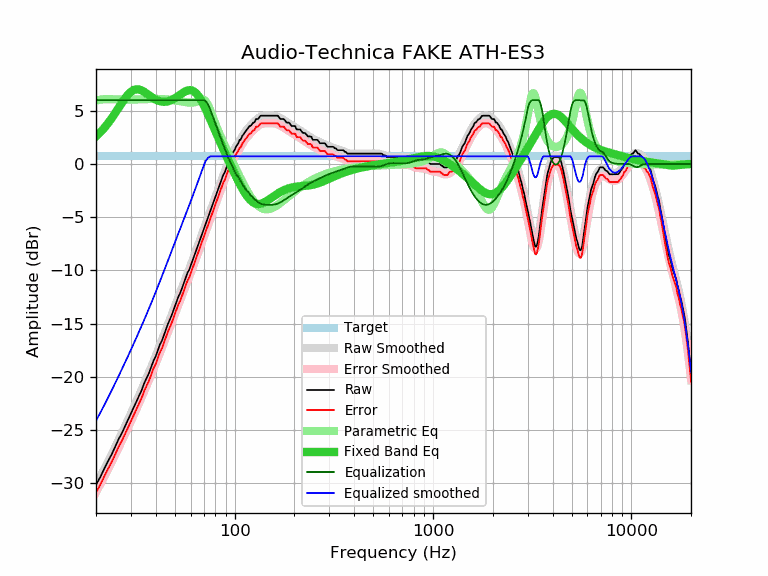 Audio-Technica FAKE ATH-ES3
Amplitude (dBr)
5
0
−5
−10
−15
−20
−25
−30
Target
Raw Smoothed
Error Smoothed
Raw
Error
Parametric Eq
Fixed Band Eq
Equalization
Equalized smoothed
100
1000
10000
Frequency (Hz)